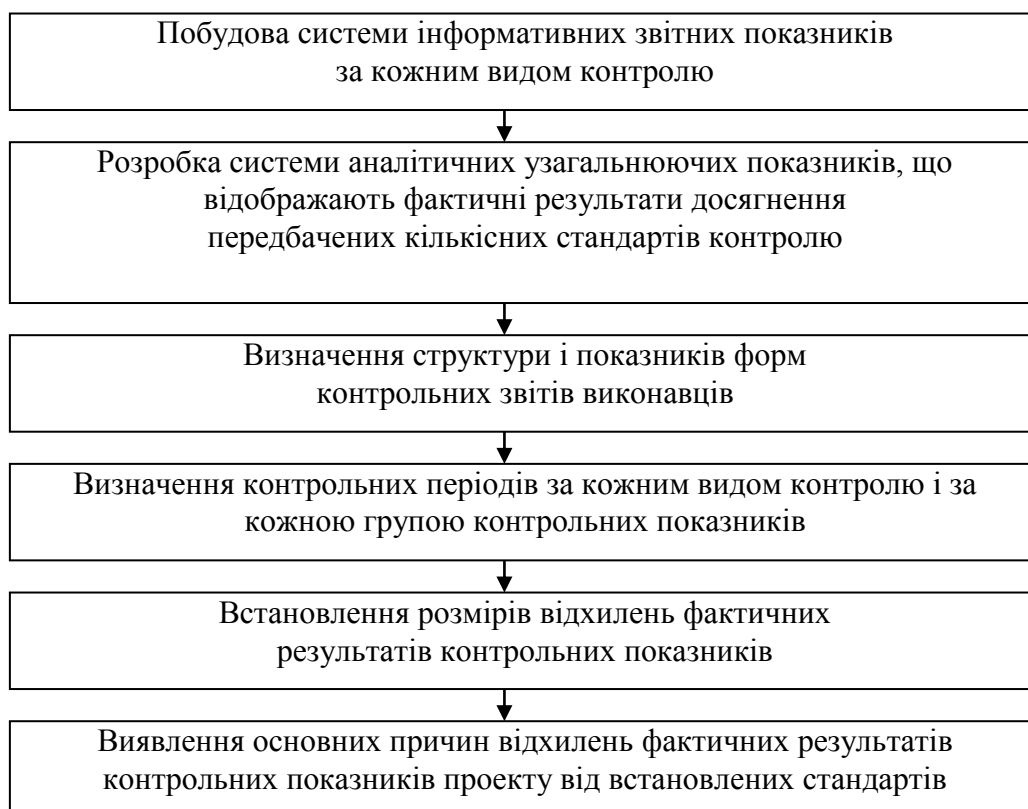 Побудова системи інформативних звітних показників
за кожним видом контролю
Розробка системи аналітичних узагальнюючих показників, що
відображають фактичні результати досягнення
передбачених кількісних стандартів контролю
Визначення структури і показників форм
контрольних звітів виконавців
Визначення контрольних періодів за кожним видом контролю і за
кожною групою контрольних показників
Встановлення розмірів відхилень фактичних
результатів контрольних показників
Виявлення основних причин відхилень фактичних результатів
контрольних показників проекту від встановлених стандартів